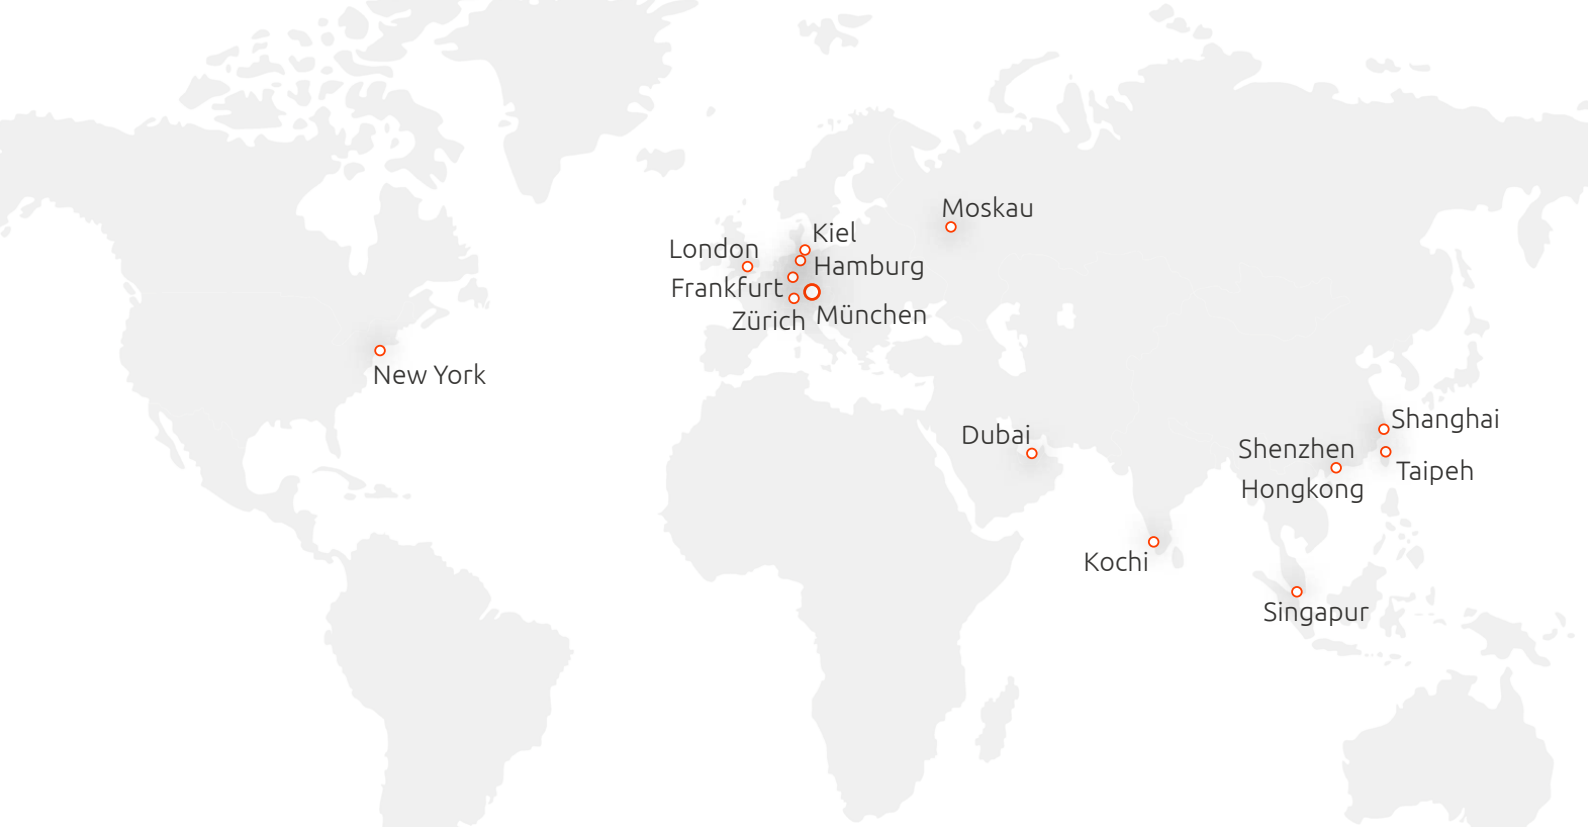 Moskau
Kiel
London
Hamburg
Frankfurt
München
Zürich
New York
Shanghai
Dubai
Shenzhen
Taipeh
Hongkong
Kochi
Singapur